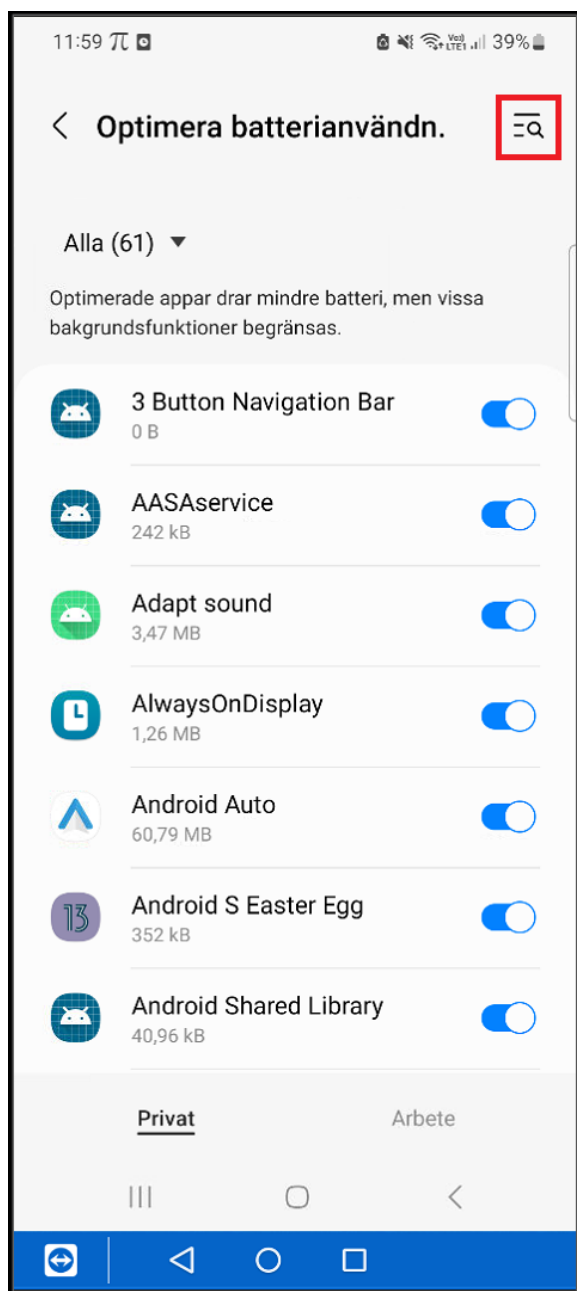 11:59 π 39%
Optimera batterianvändn.
Alla (61)
Optimerade appar drar mindre batteri, men vissa
bakgrundsfunktioner begränsas.
3 Button Navigation Bar
0 B
AASAservice
242 kB
Adapt sound
3,47 MB
AlwaysOnDisplay
1,26 MB
Android Auto
60,79 MB
13
Android S Easter Egg
352 kB
Android Shared Library
40,96 kB
Privat Arbete